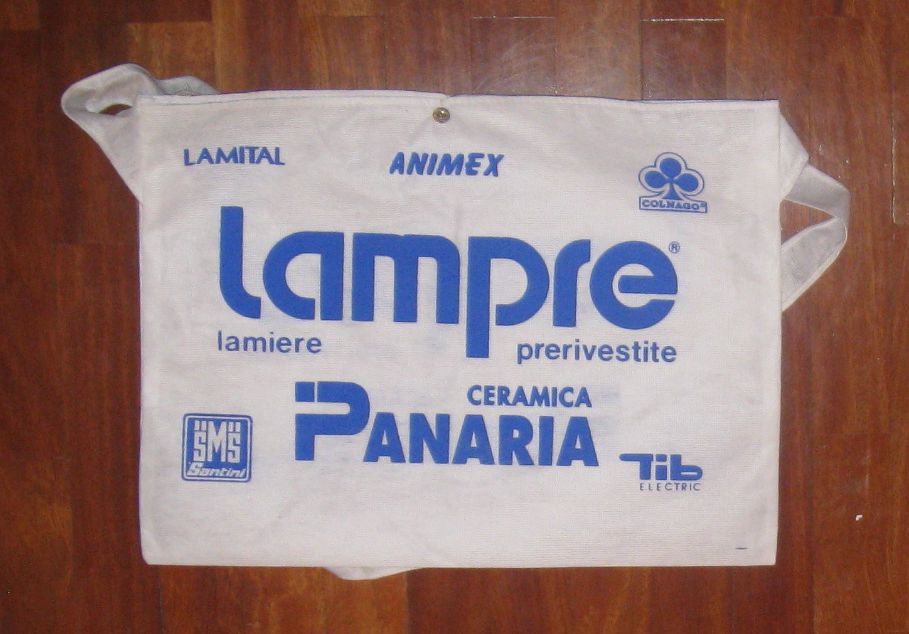 LAMITAL
ANIMEX
COLNAGO®
Lampre®
lamiere prerivestite
CERAMICA
PANARIA
"SMS"
Santini
Tib
ELECTRIC